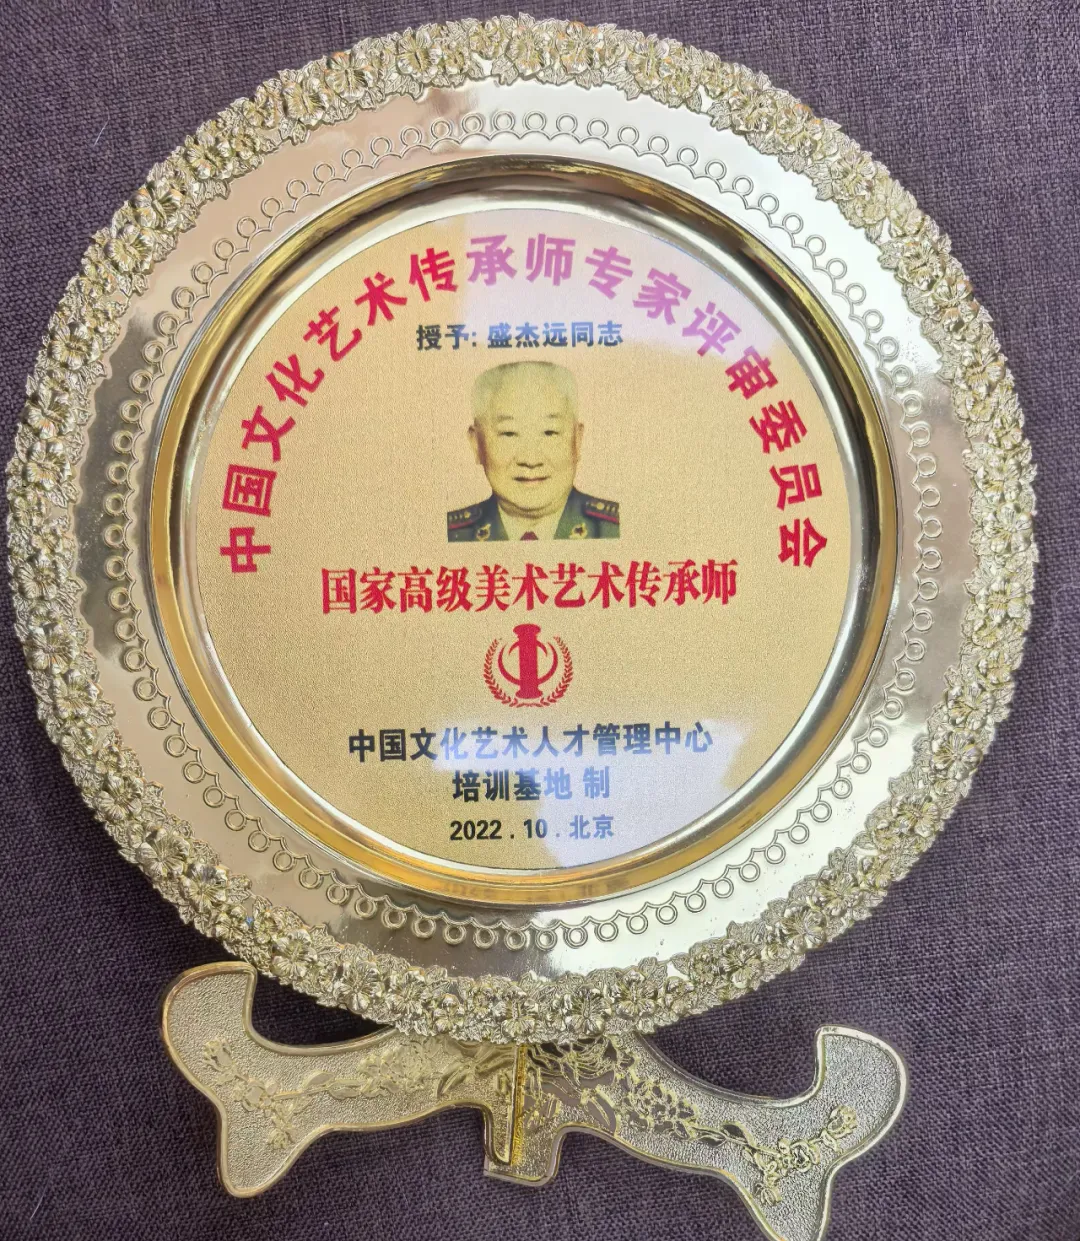 中国文化艺术传承师专家评审委员会
授予:盛杰远同志
国家高级美术艺术传承师
中国文化艺术人才管理中心
培训基地 制
2022.10.北京